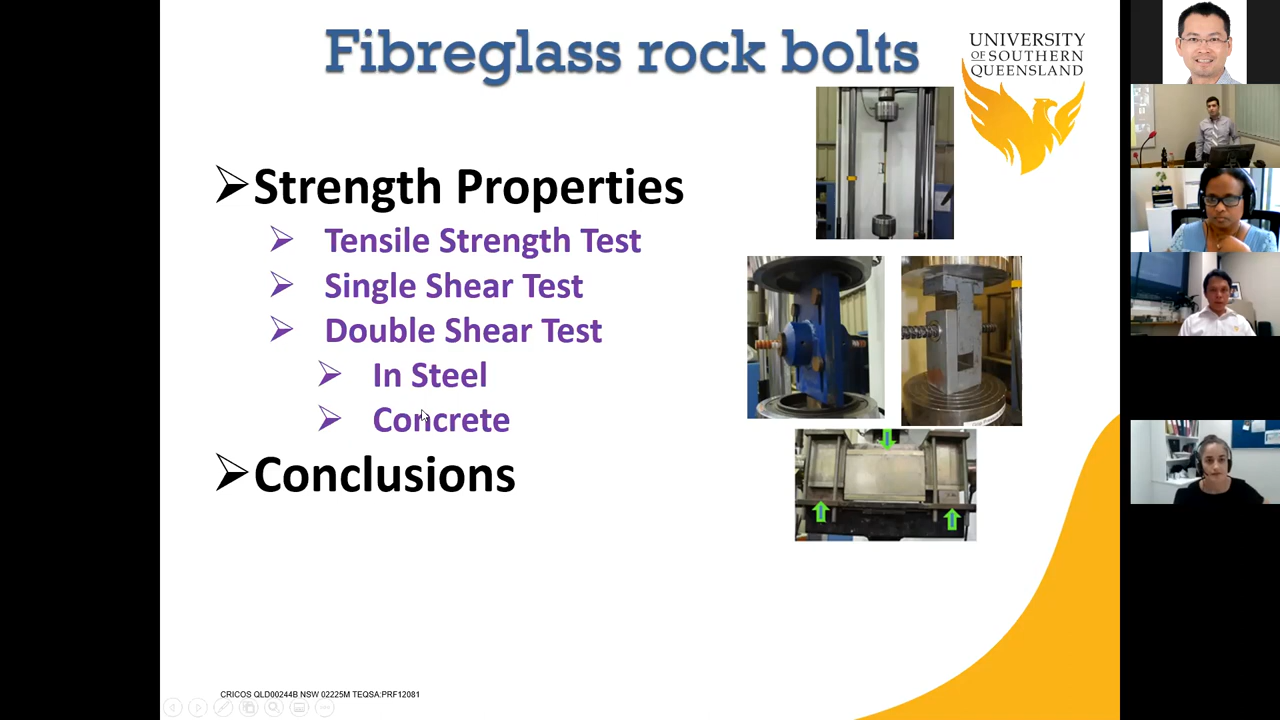 Fibreglass rock bolts
UNIVERSITY
OF SOUTHERN
QUEENSLAND
Strength Properties
Tensile Strength Test
Single Shear Test
Double Shear Test
In Steel
Concrete
Conclusions
CRICOS QLD00244B NSW 02225M TEQSA:PRF12081